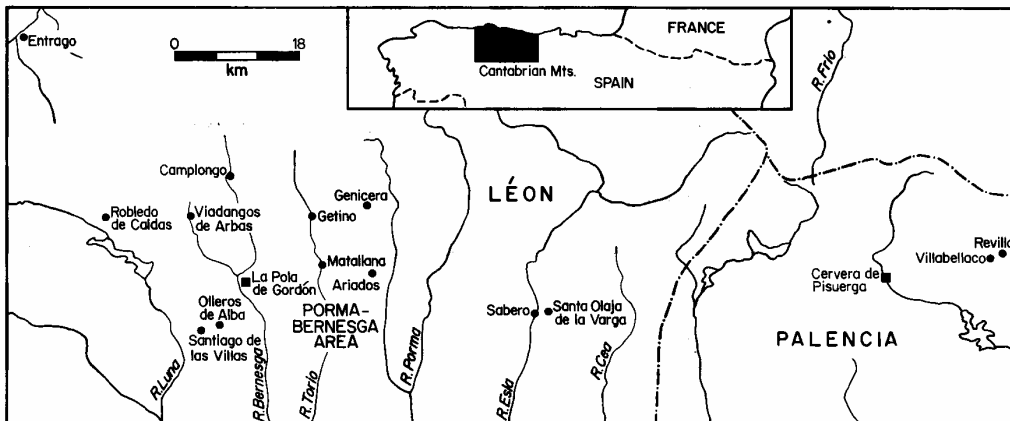 Entrago
0
18
km
FRANCE
Cantabrian Mts.
SPAIN
R. Frio
Camplongo
Genicera
LÉON
Robledo
de Caldas
Viadangos
de Arbas
Getino
Revilla
Villabellaco
Matallana
Ariados
La Pola
de Gordón
Cervera de
Pisuerga
Olleros
de Alba
PORMA-
BERNESGA
AREA
Sabero
Santa Olaja
de la Varga
Santiago de
las Villas
PALENCIA
R. Luna
R. Bernesga
R. Torio
R. Porma
R. Esla
R. Cea